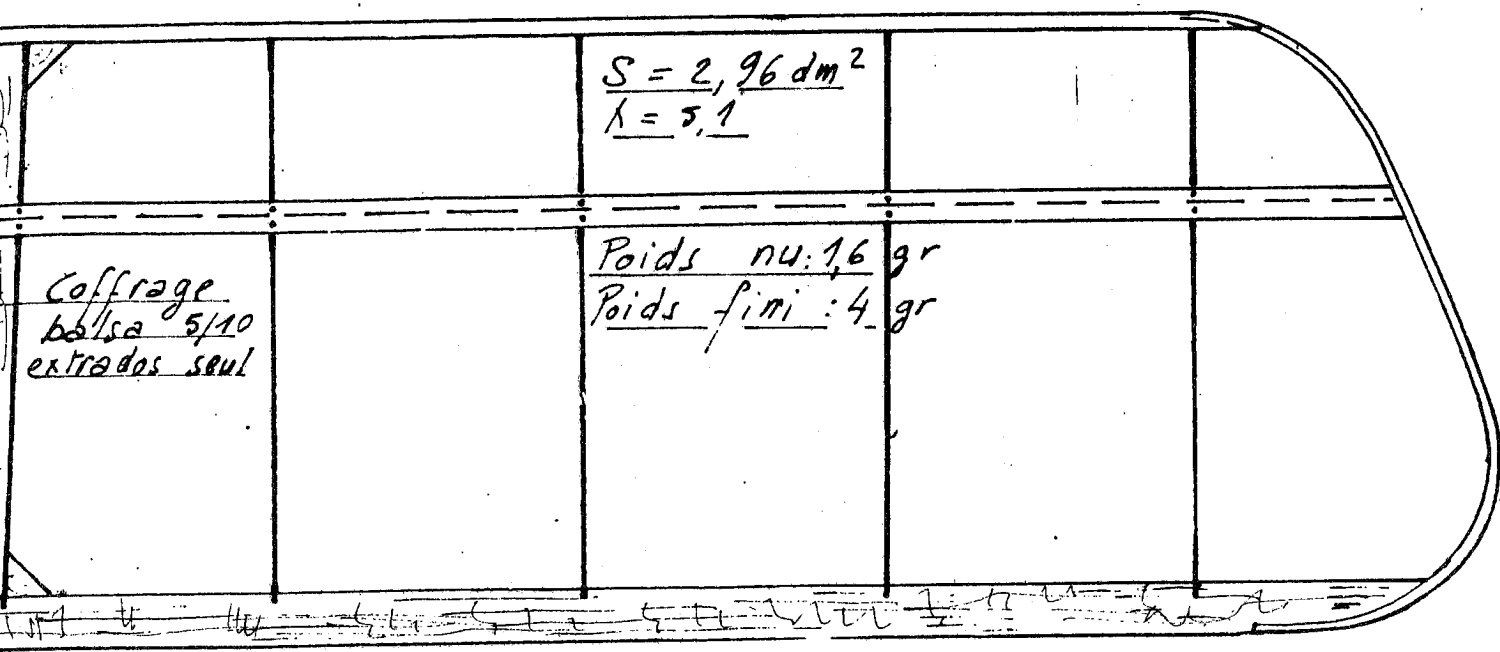 S = 2,96 dm²
λ = 5,1
Poids nu: 1,6 gr
Poids fini : 4 gr
Coffrage
balsa 5/10
extrados seul